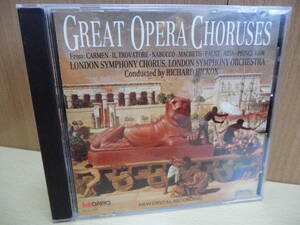 GREAT OPERA CHORUSES
From: CARMEN · IL TROVATORE · NABUCCO · MACBETH · FAUST · AIDA · PRINCE IGOR
LONDON SYMPHONY CHORUS, LONDON SYMPHONY ORCHESTRA
Conducted by RICHARD HICKOX
NEW DIGITAL RECORDING